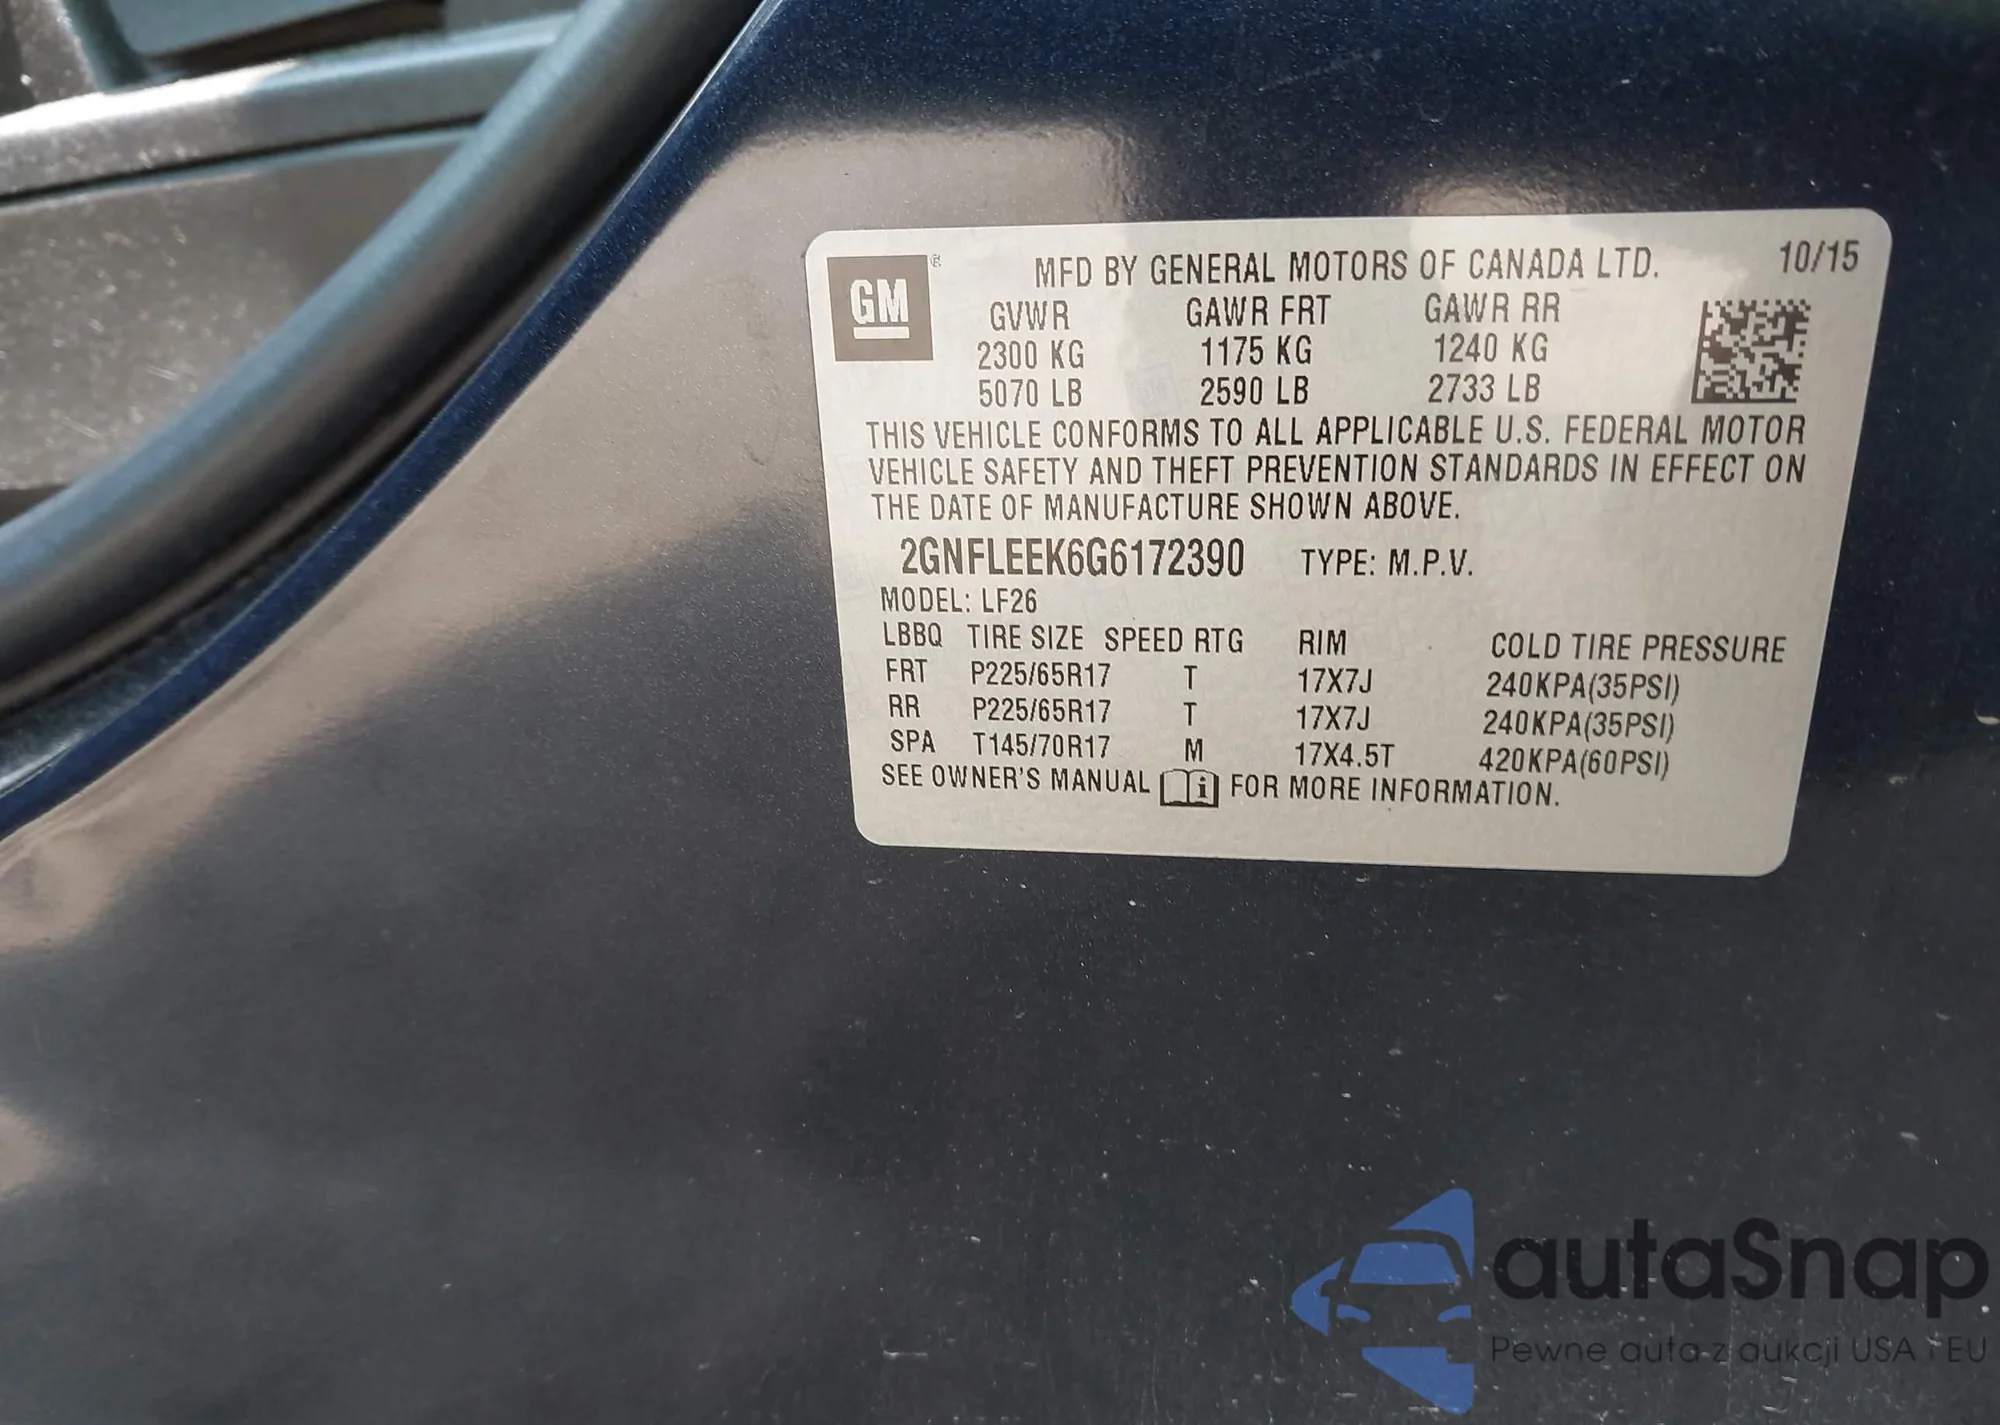 GM ®
MFD BY GENERAL MOTORS OF CANADA LTD. 10/15
GVWR GAWR FRT GAWR RR
2300 KG 1175 KG 1240 KG
5070 LB 2590 LB 2733 LB
THIS VEHICLE CONFORMS TO ALL APPLICABLE U.S. FEDERAL MOTOR
VEHICLE SAFETY AND THEFT PREVENTION STANDARDS IN EFFECT ON
THE DATE OF MANUFACTURE SHOWN ABOVE.
2GNFLEEK6G6172390 TYPE: M.P.V.
MODEL: LF26
LBBQ TIRE SIZE SPEED RTG RIM COLD TIRE PRESSURE
FRT P225/65R17 T 17X7J 240KPA(35PSI)
RR P225/65R17 T 17X7J 240KPA(35PSI)
SPA T145/70R17 M 17X4.5T 420KPA(60PSI)
SEE OWNER'S MANUAL i FOR MORE INFORMATION.
autaSnap
Pewne auta z aukcji USA i EU